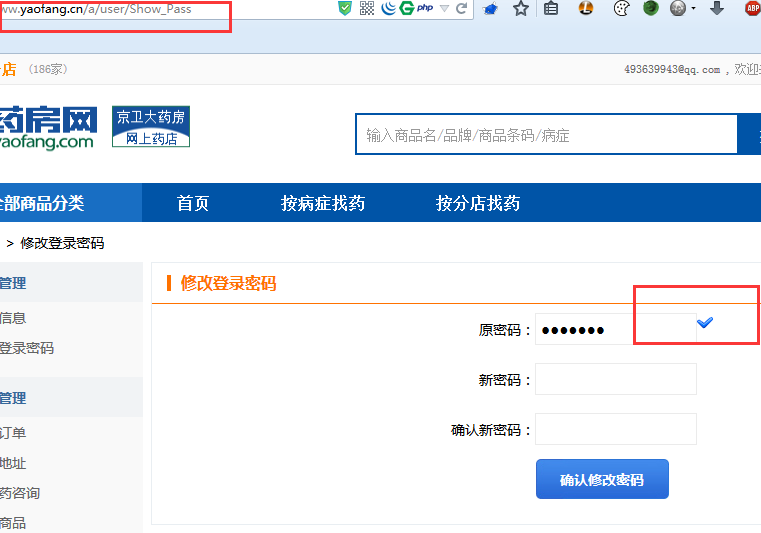 ww.yaofang.cn/a/user/Show_Pass
php
ABP
店 (186家)
493639943@qq.com , 欢迎
药房网
yaofang.com
京卫大药房
网上药店
输入商品名/品牌/商品条码/病症
全部商品分类
首页
按病症找药
按分店找药
> 修改登录密码
管理
信息
登录密码
管理
订单
地址
药咨询
商品
修改登录密码
原密码：
新密码：
确认新密码：
确认修改密码